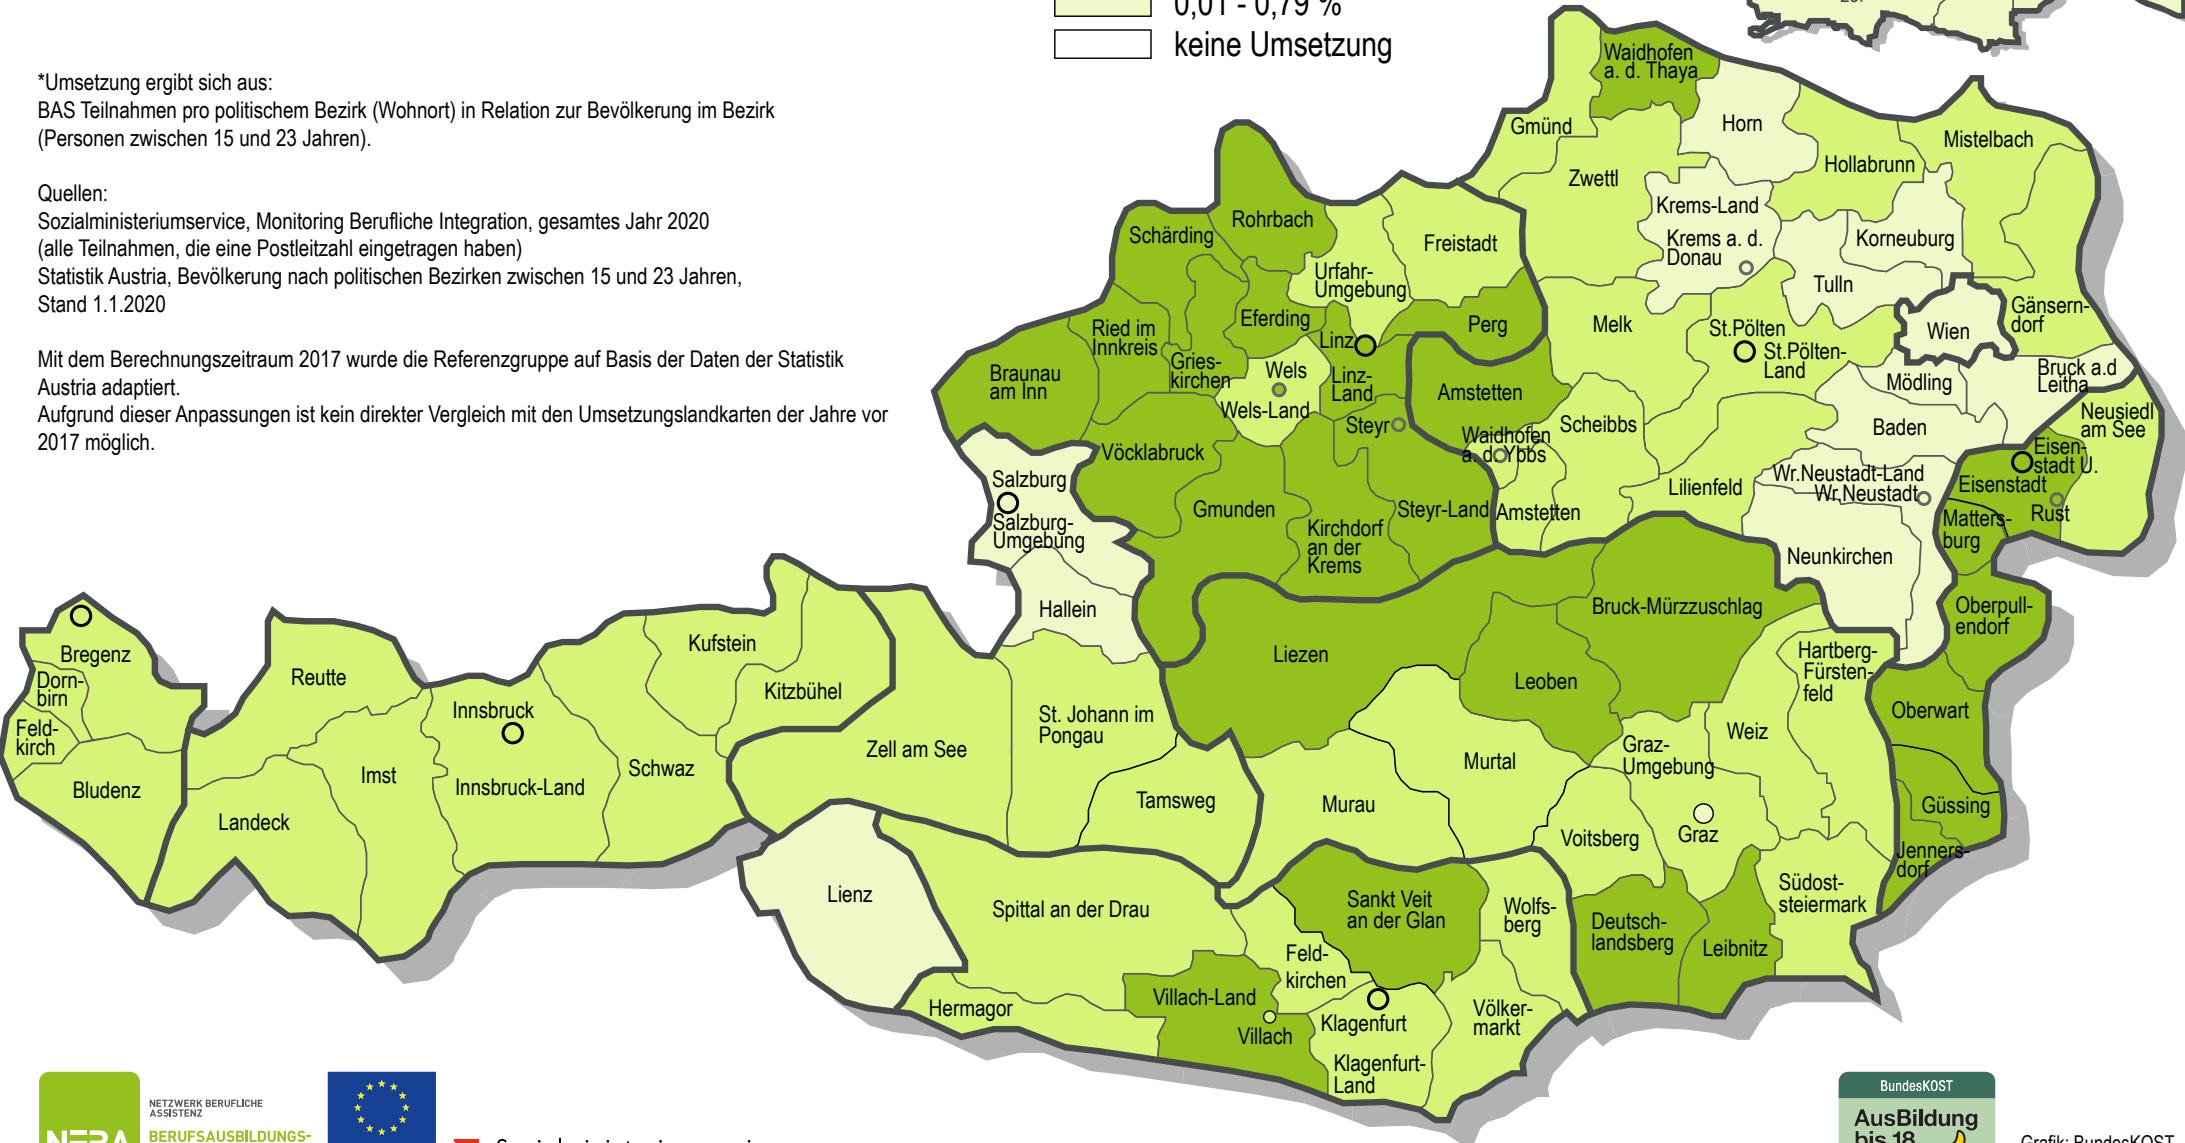 0,01 - 0,79 %
keine Umsetzung
*Umsetzung ergibt sich aus:
BAS Teilnahmen pro politischem Bezirk (Wohnort) in Relation zur Bevölkerung im Bezirk
(Personen zwischen 15 und 23 Jahren).
Quellen:
Sozialministeriumservice, Monitoring Berufliche Integration, gesamtes Jahr 2020
(alle Teilnahmen, die eine Postleitzahl eingetragen haben)
Statistik Austria, Bevölkerung nach politischen Bezirken zwischen 15 und 23 Jahren,
Stand 1.1.2020
Mit dem Berechnungszeitraum 2017 wurde die Referenzgruppe auf Basis der Daten der Statistik
Austria adaptiert.
Aufgrund dieser Anpassungen ist kein direkter Vergleich mit den Umsetzungslandkarten der Jahre vor
2017 möglich.
Waidhofen
a. d. Thaya
Gmünd
Horn
Mistelbach
Zwettl
Hollabrunn
Krems-Land
Krems a. d.
Donau
Korneuburg
Tulln
Gänsern-
dorf
Wien
Melk
St.Pölten
St.Pölten-
Land
Mödling
Bruck a.d
Leitha
Baden
Neusiedl
am See
Eisen-
stadt U.
Eisenstadt
Rust
Matters-
burg
Wr.Neustadt-Land
Wr.Neustadt
Lilienfeld
Scheibbs
Amstetten
Waidhofen
a. d. Ybbs
Amstetten
Neunkirchen
Oberpull-
endorf
Oberwart
Güssing
Jenners-
dorf
Rohrbach
Schärding
Freistadt
Urfahr-
Umgebung
Perg
Eferding
Linz
Linz-
Land
Ried im
Innkreis
Gries-
kirchen
Wels
Wels-Land
Braunau
am Inn
Steyr
Vöcklabruck
Gmunden
Kirchdorf
an der
Krems
Steyr-Land
Salzburg
Salzburg-
Umgebung
Hallein
St. Johann im
Pongau
Zell am See
Tamsweg
Bregenz
Dorn-
birn
Feld-
kirch
Bludenz
Reutte
Landeck
Imst
Innsbruck
Innsbruck-Land
Schwaz
Kufstein
Kitzbühel
Lienz
Liezen
Leoben
Bruck-Mürzzuschlag
Hartberg-
Fürsten-
feld
Weiz
Graz-
Umgebung
Graz
Murtal
Murau
Voitsberg
Deutsch-
landsberg
Leibnitz
Südost-
steiermark
Spittal an der Drau
Hermagor
Villach-Land
Villach
Feld-
kirchen
Sankt Veit
an der Glan
Klagenfurt
Klagenfurt-
Land
Wolfs-
berg
Völker-
markt
NETZWERK BERUFLICHE
ASSISTENZ
BERUFSAUSBILDUNGS-
NEBA
BundesKOST
AusBildung
bis 18
Grafik: BundesKOST